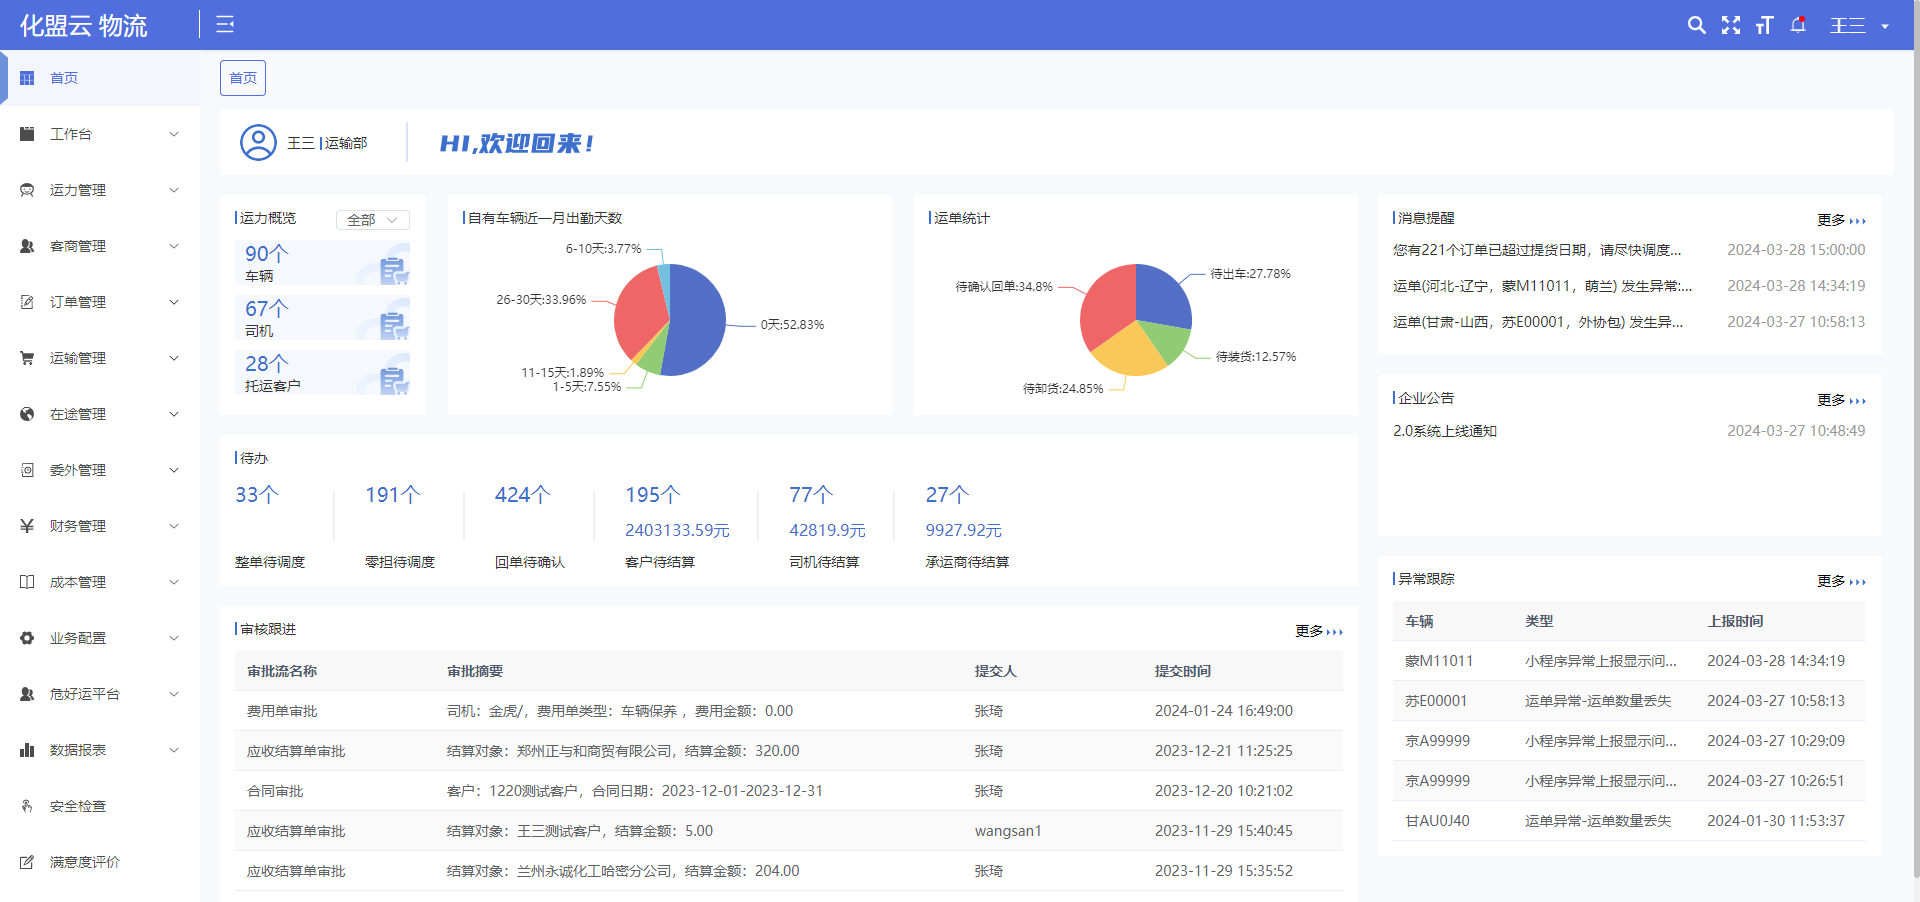 化盟云 物流
王三
首页
工作台
运力管理
客商管理
订单管理
运输管理
在途管理
委外管理
财务管理
成本管理
业务配置
危好运平台
数据报表
安全检查
满意度评价
首页
王三 | 运输部
HI,欢迎回来!
运力概览
全部
90个
车辆
67个
司机
28个
托运客户
自有车辆近一月出勤天数
6-10天:3.77%
26-30天:33.96%
0天:52.83%
11-15天:1.89%
1-5天:7.55%
运单统计
待出车:27.78%
待确认回单:34.8%
待装货:12.57%
待卸货:24.85%
消息提醒
更多
您有221个订单已超过提货日期，请尽快调度... 2024-03-28 15:00:00
运单(河北-辽宁，蒙M11011，萌兰) 发生异常:... 2024-03-28 14:34:19
运单(甘肃-山西，苏E00001，外协包) 发生异... 2024-03-27 10:58:13
企业公告
更多
2.0系统上线通知 2024-03-27 10:48:49
待办
33个
整单待调度
191个
零担待调度
424个
回单待确认
195个
2403133.59元
客户待结算
77个
42819.9元
司机待结算
27个
9927.92元
承运商待结算
审核跟进
更多
审批流名称 审批摘要 提交人 提交时间
费用单审批 司机：金虎/，费用单类型：车辆保养 ，费用金额：0.00 张琦 2024-01-24 16:49:00
应收结算单审批 结算对象：郑州正与和商贸有限公司，结算金额：320.00 张琦 2023-12-21 11:25:25
合同审批 客户：1220测试客户，合同日期：2023-12-01-2023-12-31 张琦 2023-12-20 10:21:02
应收结算单审批 结算对象：王三测试客户，结算金额：5.00 wangsan1 2023-11-29 15:40:45
应收结算单审批 结算对象：兰州永诚化工哈密分公司，结算金额：204.00 张琦 2023-11-29 15:35:52
异常跟踪
更多
车辆 类型 上报时间
蒙M11011 小程序异常上报显示问... 2024-03-28 14:34:19
苏E00001 运单异常-运单数量丢失 2024-03-27 10:58:13
京A99999 小程序异常上报显示问... 2024-03-27 10:29:09
京A99999 小程序异常上报显示问... 2024-03-27 10:26:51
甘AU0J40 运单异常-运单数量丢失 2024-01-30 11:53:37